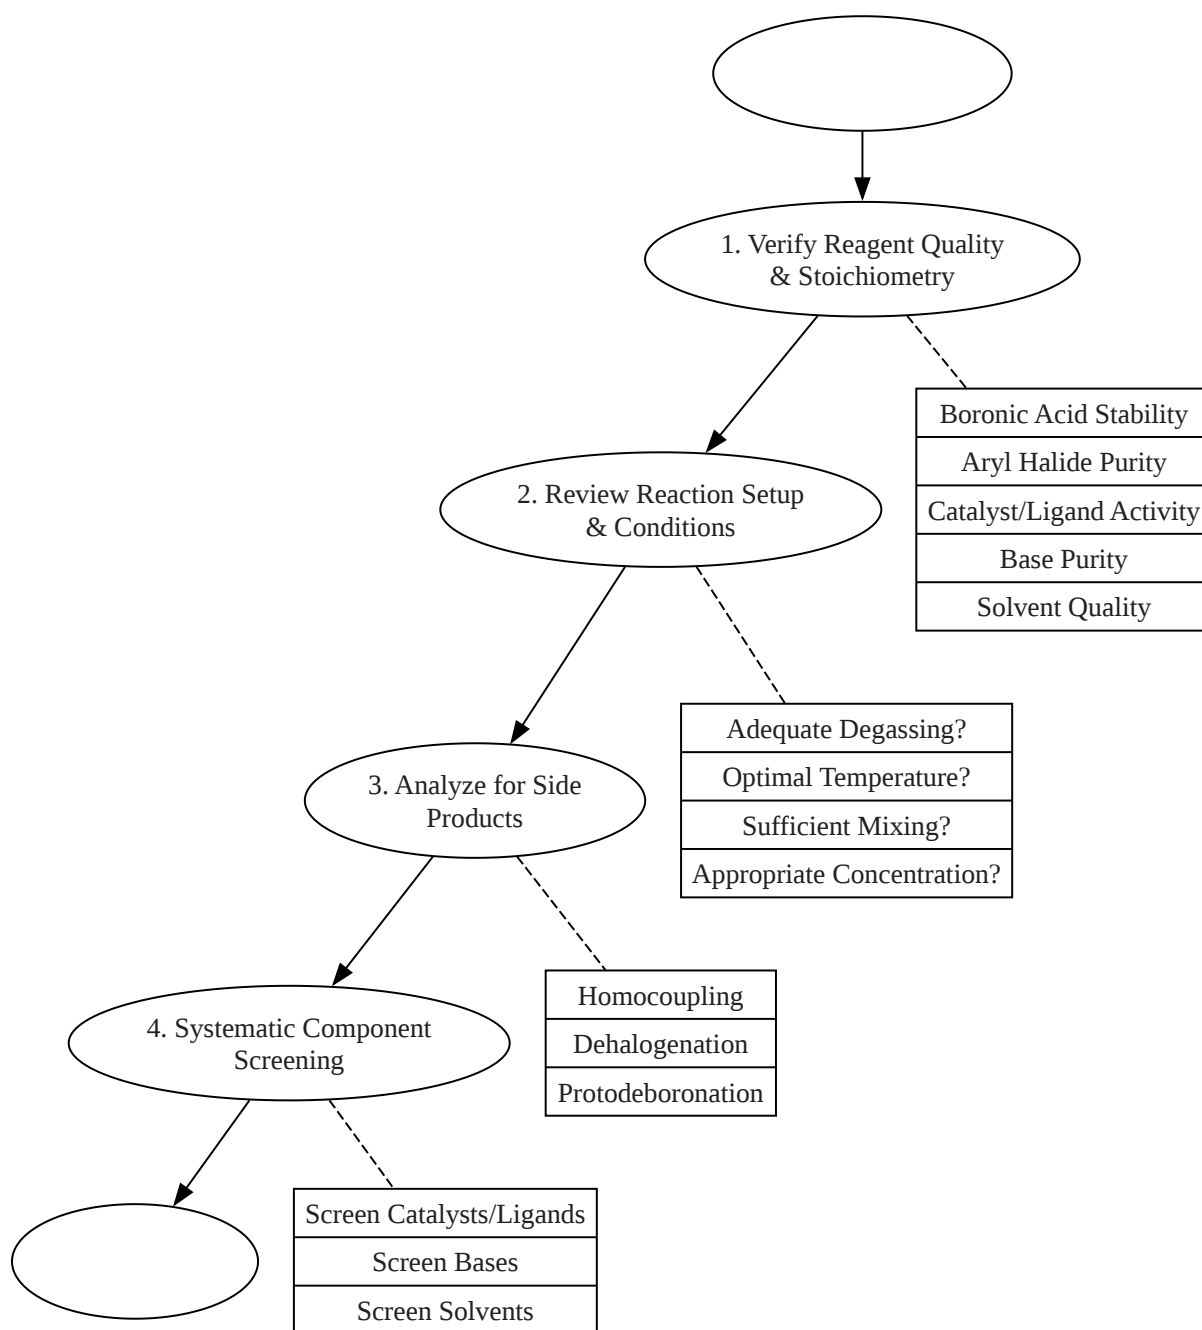 1. Verify Reagent Quality
& Stoichiometry
Boronic Acid Stability
Aryl Halide Purity
Catalyst/Ligand Activity
Base Purity
Solvent Quality
2. Review Reaction Setup
& Conditions
Adequate Degassing?
Optimal Temperature?
Sufficient Mixing?
Appropriate Concentration?
3. Analyze for Side
Products
Homocoupling
Dehalogenation
Protodeboronation
4. Systematic Component
Screening
Screen Catalysts/Ligands
Screen Bases
Screen Solvents